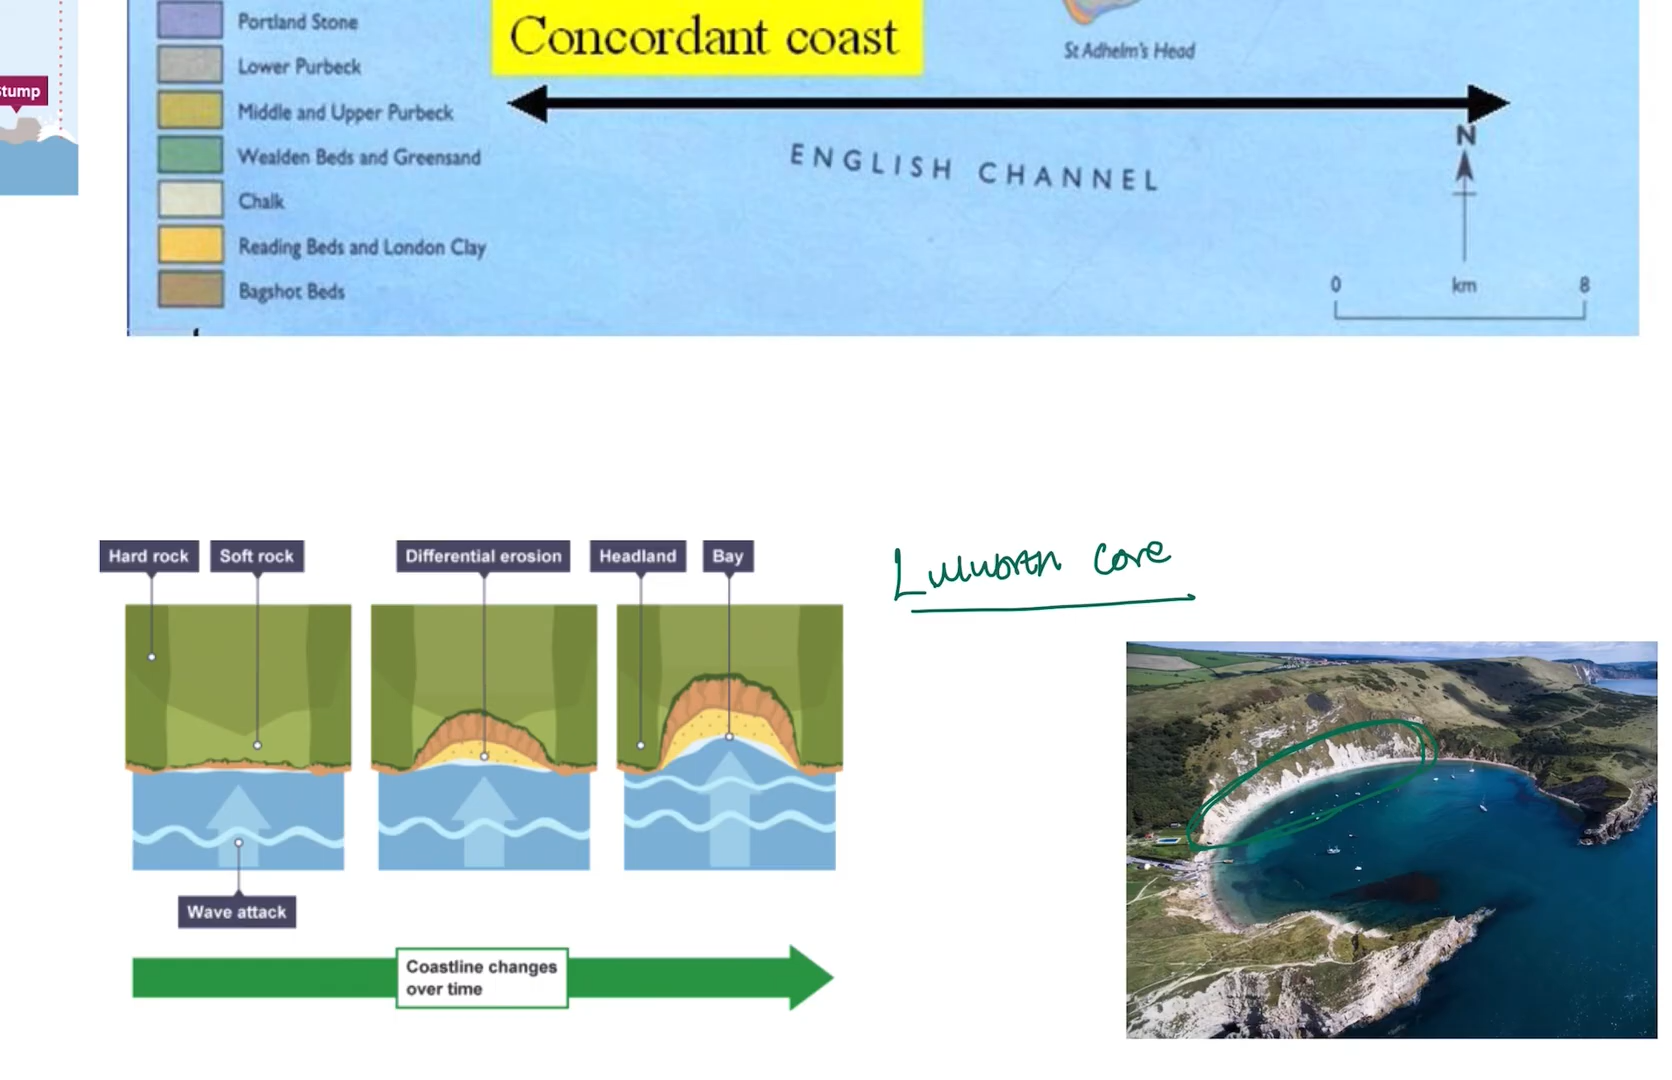 Stump
Portland Stone
Lower Purbeck
Middle and Upper Purbeck
Wealden Beds and Greensand
Chalk
Reading Beds and London Clay
Bagshot Beds
Concordant coast
St Adhelm's Head
ENGLISH CHANNEL
N
0 km 8
Hard rock
Soft rock
Differential erosion
Headland
Bay
Wave attack
Coastline changes
over time
Lulworth Cove